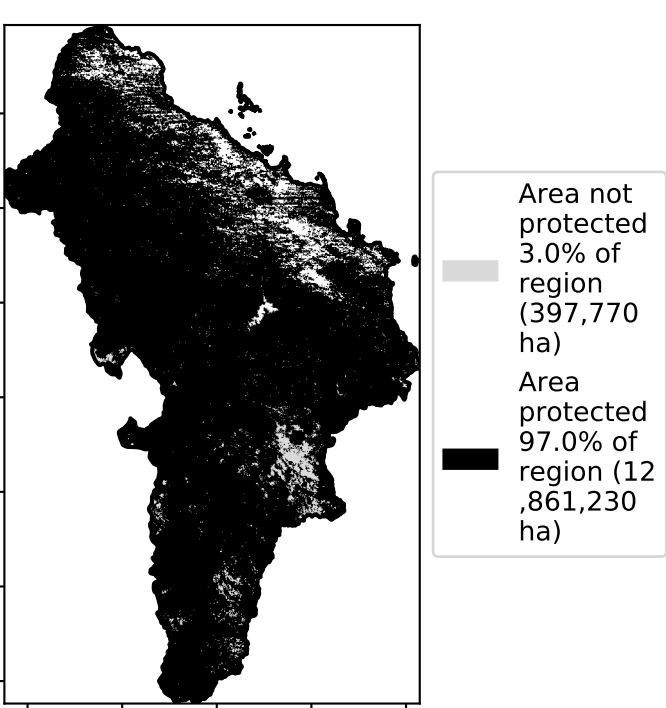 Area not
protected
3.0% of
region
(397,770
ha)
Area
protected
97.0% of
region (12
,861,230
ha)